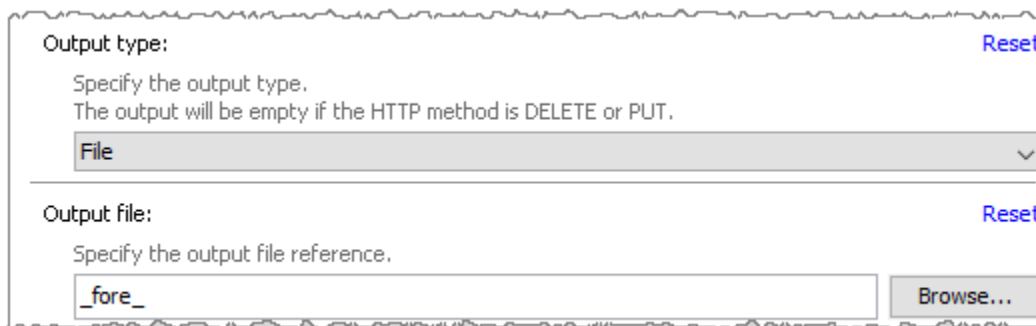 Output type:
Reset
Specify the output type.
The output will be empty if the HTTP method is DELETE or PUT.
File
Output file:
Reset
Specify the output file reference.
_fore_
Browse...